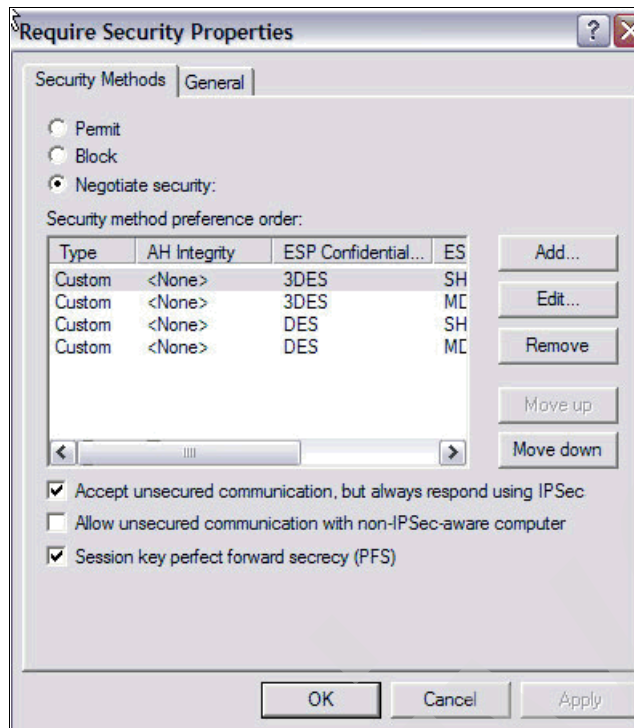 Require Security Properties
Security Methods General
Permit
Block
Negotiate security:
Security method preference order:
Type AH Integrity ESP Confidential... ES
Custom <None> 3DES SH
Custom <None> 3DES MD
Custom <None> DES SH
Custom <None> DES MD
Add...
Edit...
Remove
Move up
Move down
Accept unsecured communication, but always respond using IPSec
Allow unsecured communication with non-IPSec-aware computer
Session key perfect forward secrecy (PFS)
OK Cancel Apply